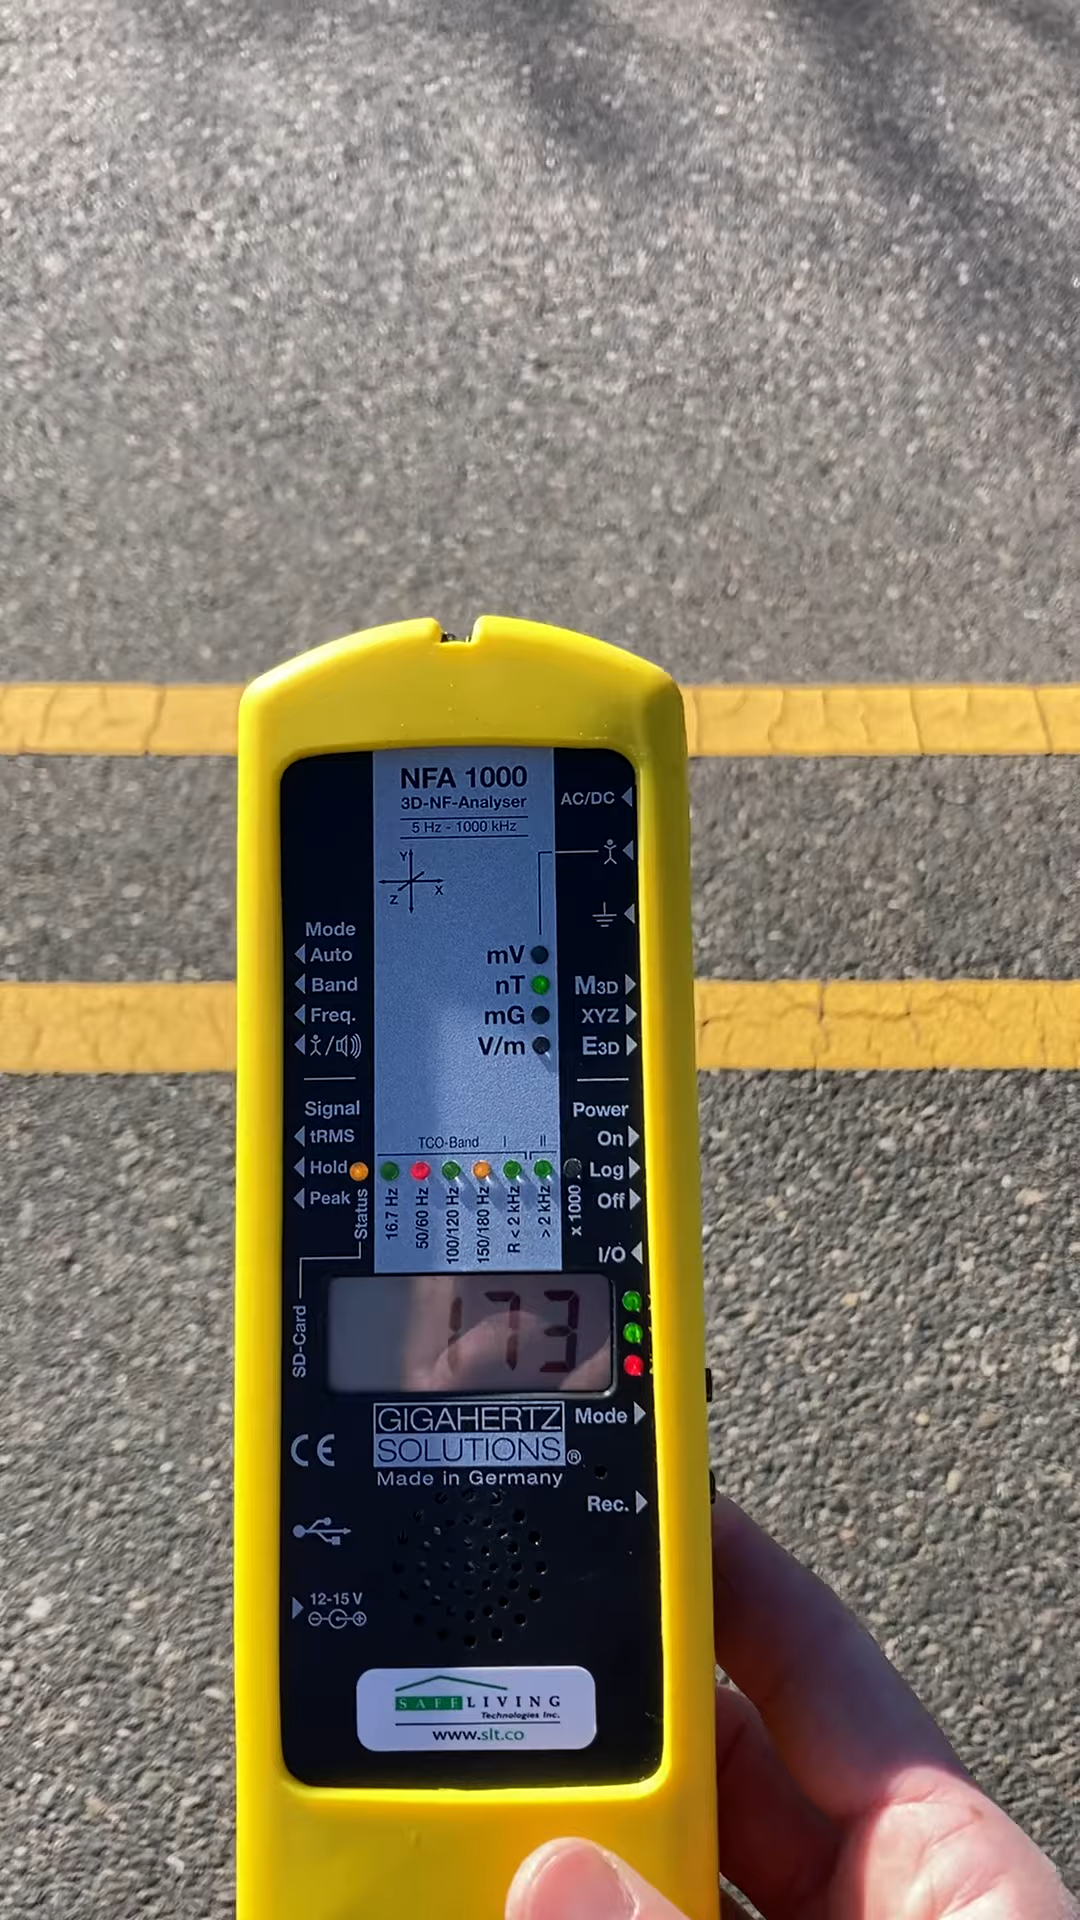 NFA 1000
3D-NF-Analyser
5 Hz - 1000 kHz
AC/DC
Y
X
Z
Mode
Auto
Band
Freq.
mV
nT
mG
V/m
M3D
XYZ
E3D
Signal
tRMS
Hold
Peak
Status
TCO-Band
I
II
Power
On
Log
Off
16.7 Hz
50/60 Hz
100/120 Hz
150/180 Hz
R < 2 kHz
> 2 kHz
x 1000
I/O
SD-Card
173
GIGAHERTZ
SOLUTIONS®
Made in Germany
CE
Mode
Rec.
12-15 V
SAFELIVING
Technologies Inc.
www.slt.co